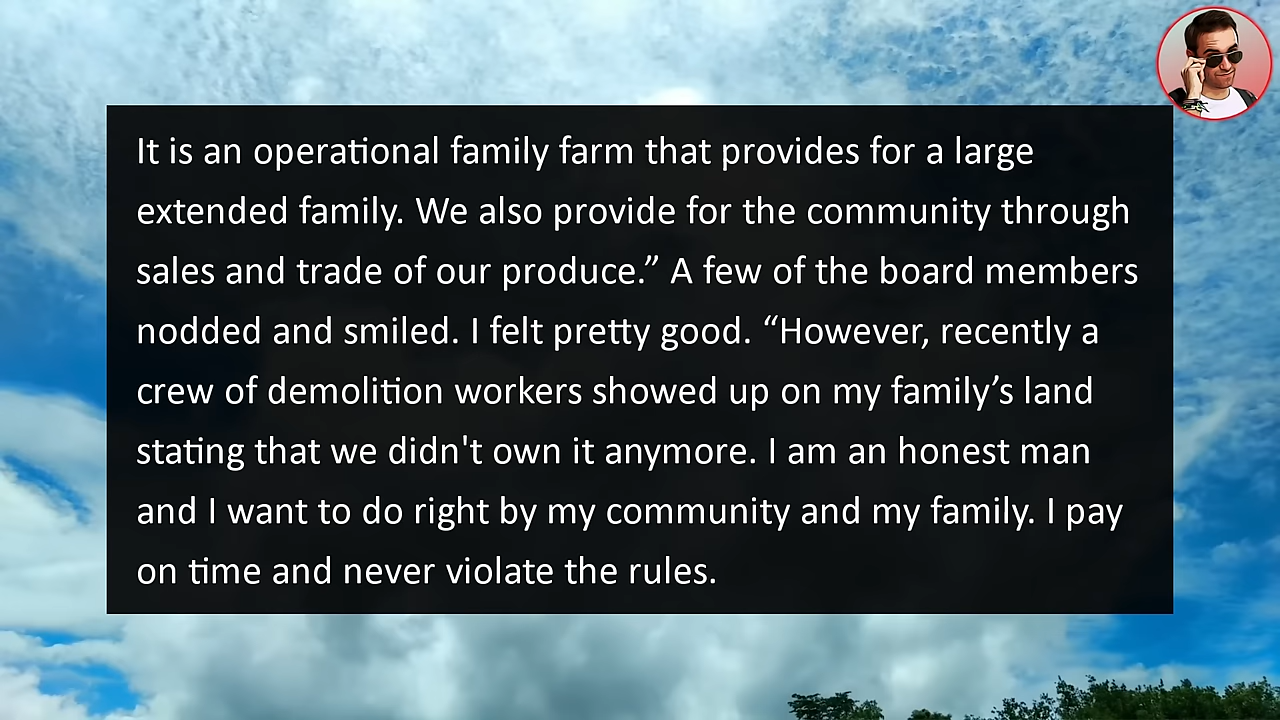 It is an operational family farm that provides for a large
extended family. We also provide for the community through
sales and trade of our produce.” A few of the board members
nodded and smiled. I felt pretty good. “However, recently a
crew of demolition workers showed up on my family’s land
stating that we didn't own it anymore. I am an honest man
and I want to do right by my community and my family. I pay
on time and never violate the rules.